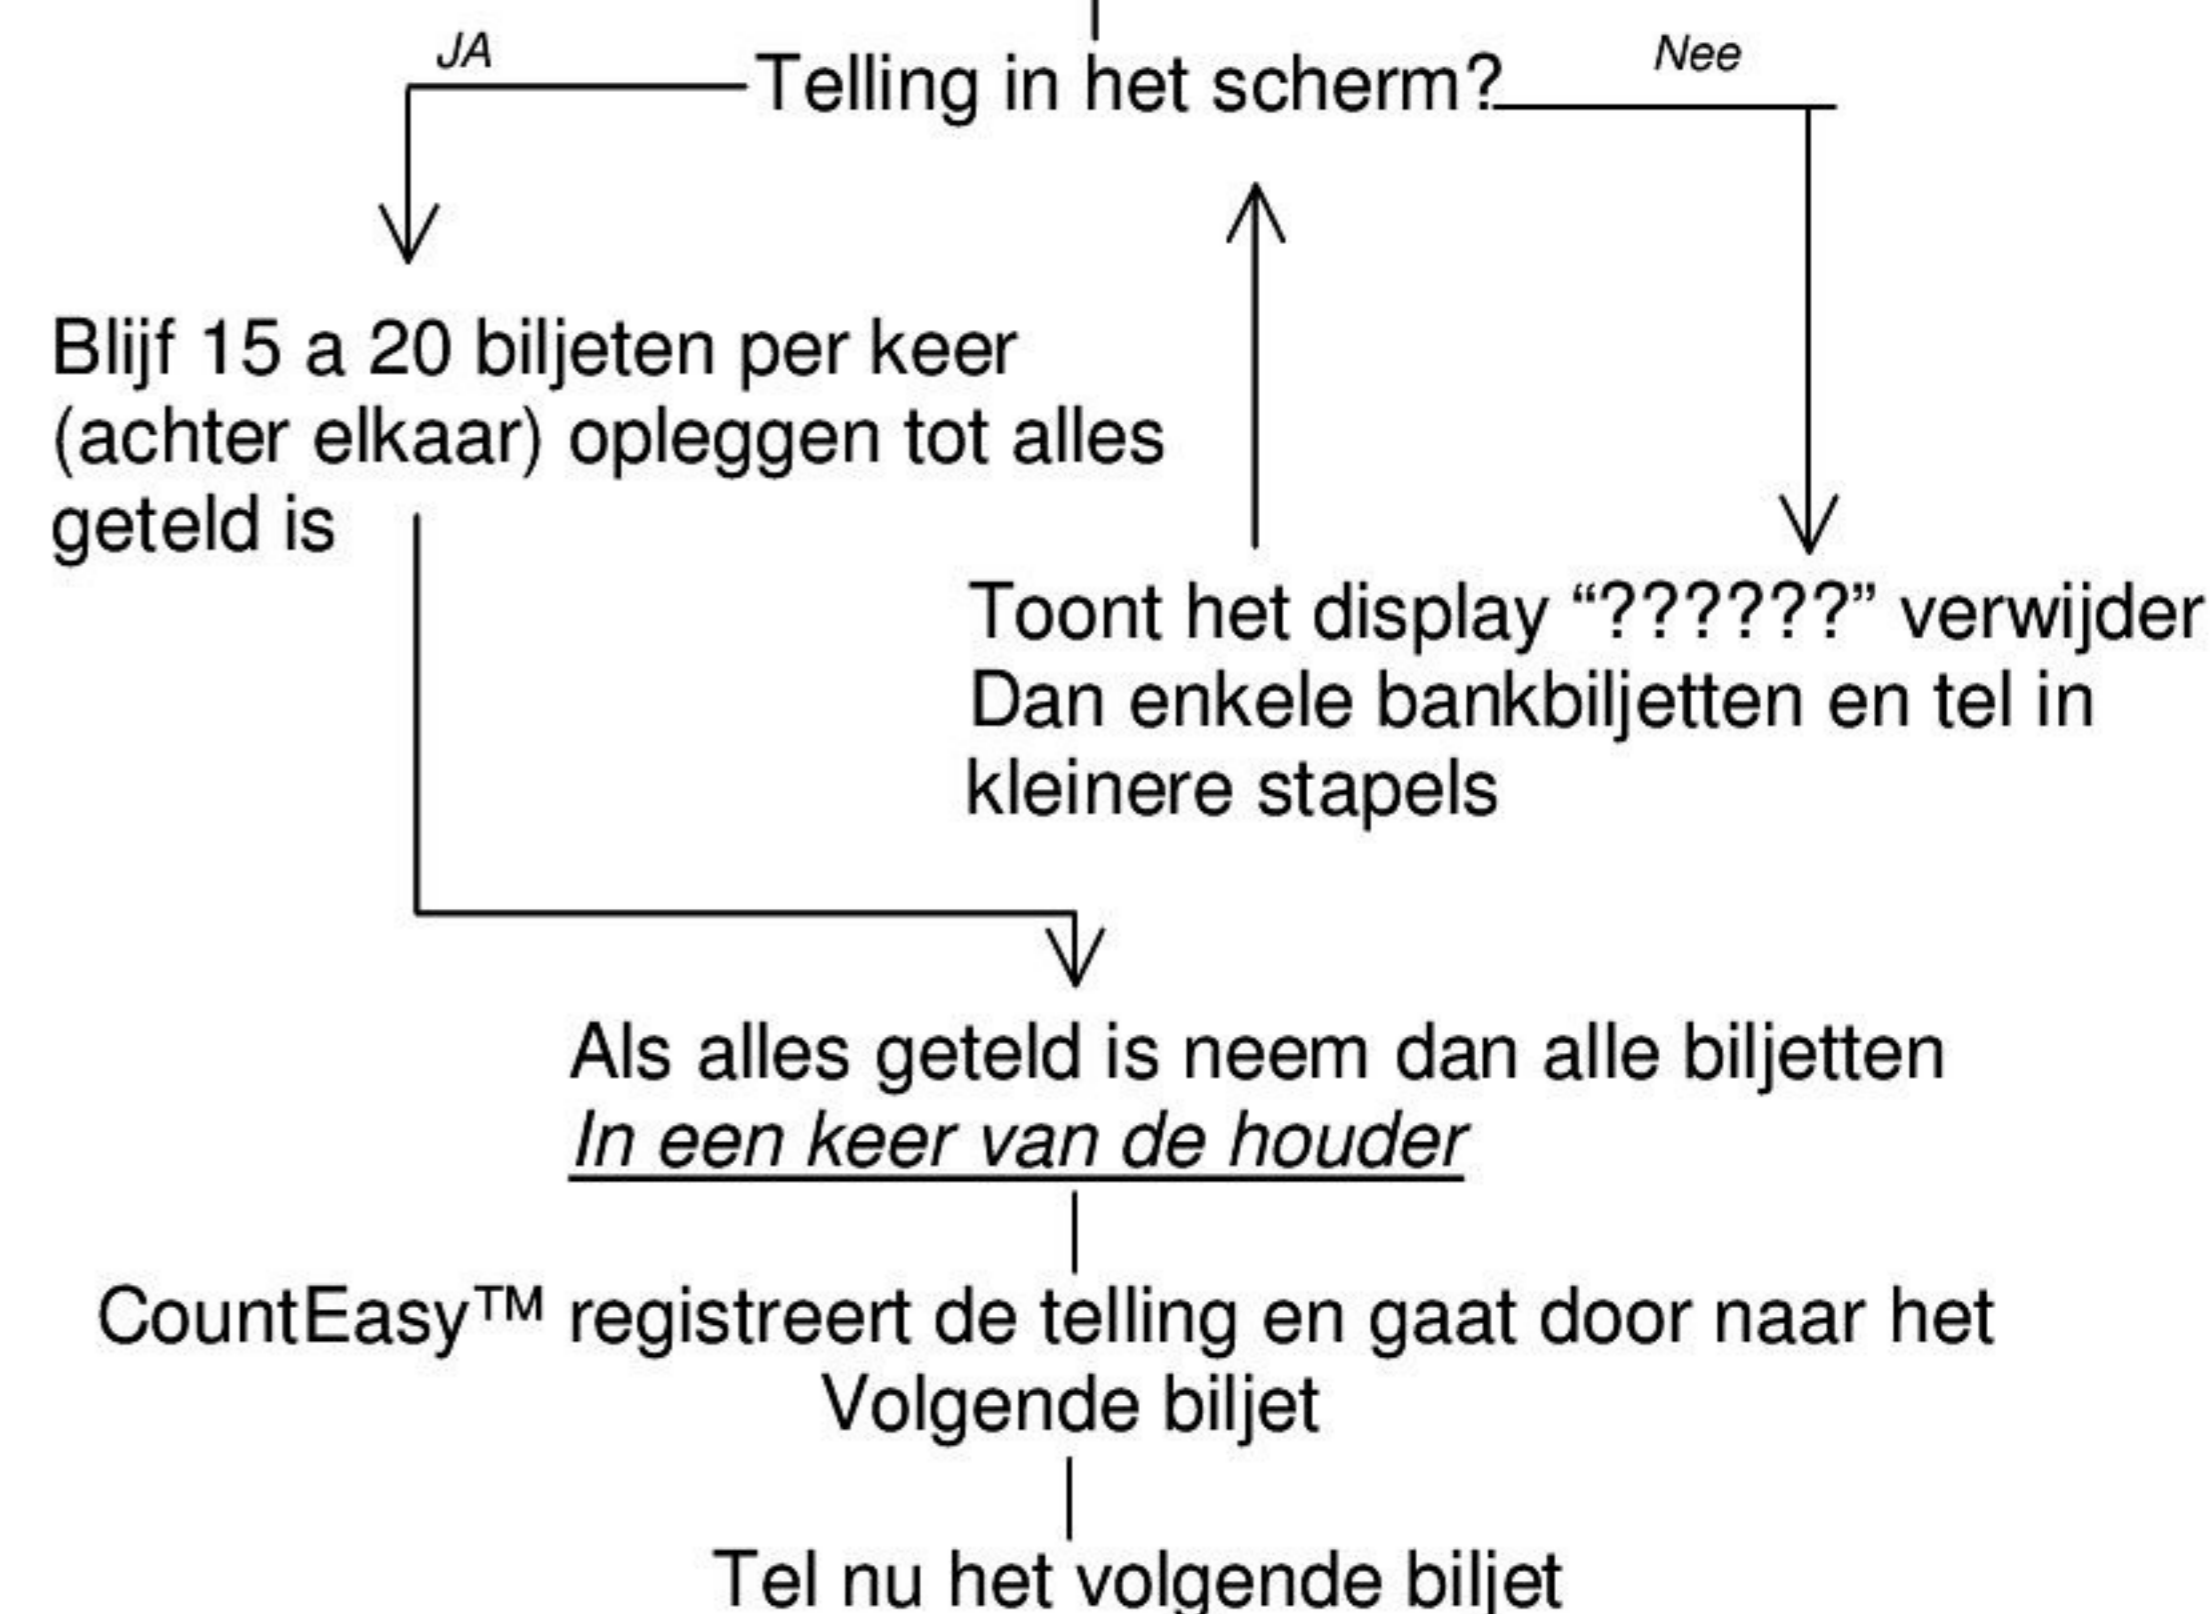 JA
Telling in het scherm?
Nee
Blijf 15 a 20 biljeten per keer
(achter elkaar) opleggen tot alles
geteld is
Toont het display “??????” verwijder
Dan enkele bankbiljetten en tel in
kleinere stapels
Als alles geteld is neem dan alle biljetten
In een keer van de houder
CountEasy™ registreert de telling en gaat door naar het
Volgende biljet
Tel nu het volgende biljet